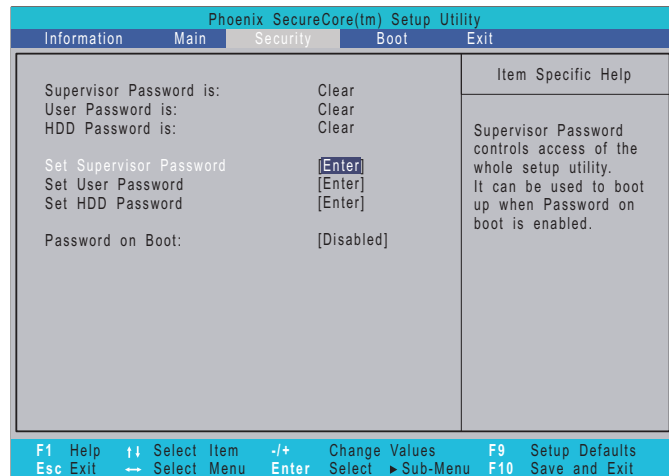 Phoenix SecureCore(tm) Setup Utility
Information Main Security Boot Exit
Supervisor Password is: Clear
User Password is: Clear
HDD Password is: Clear
Set Supervisor Password [Enter]
Set User Password [Enter]
Set HDD Password [Enter]
Password on Boot: [Disabled]
Item Specific Help
Supervisor Password
controls access of the
whole setup utility.
It can be used to boot
up when Password on
boot is enabled.
F1 Help ↑↓ Select Item -/+ Change Values F9 Setup Defaults
Esc Exit ↔ Select Menu Enter Select ►Sub-Menu F10 Save and Exit